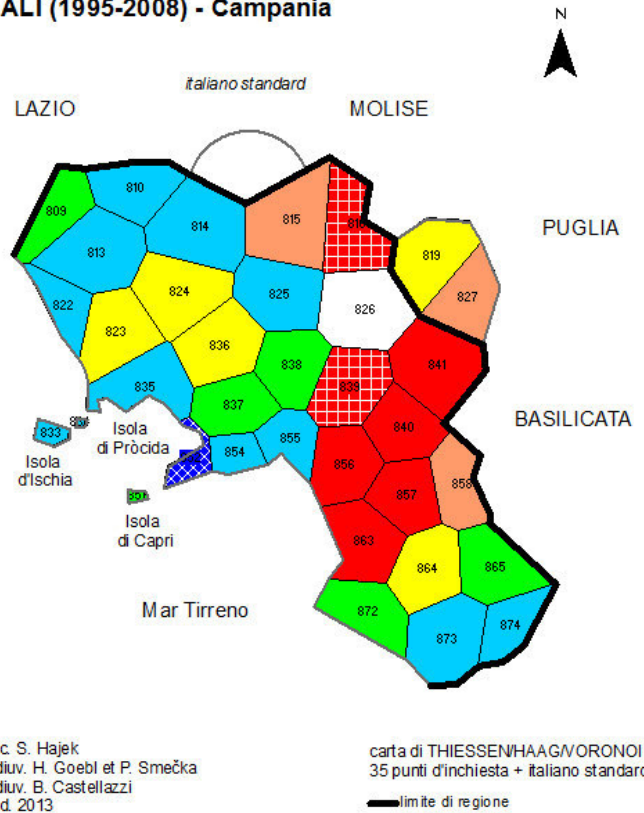 ALI (1995-2008) - Campania
N
italiano standard
LAZIO
MOLISE
PUGLIA
BASILICATA
809
810
814
815
819
813
827
822
824
825
826
823
836
838
841
835
837
839
840
833
Isola
d'Ischia
Isola
di Pròcida
854
855
856
857
858
Isola
di Capri
863
864
865
872
873
874
Mar Tirreno
c. S. Hajek
diuv. H. Goebl et P. Smečka
diuv. B. Castellazzi
d. 2013
carta di THIESSEN/HAAG/VORONOI
35 punti d'inchiesta + italiano standard
limite di regione